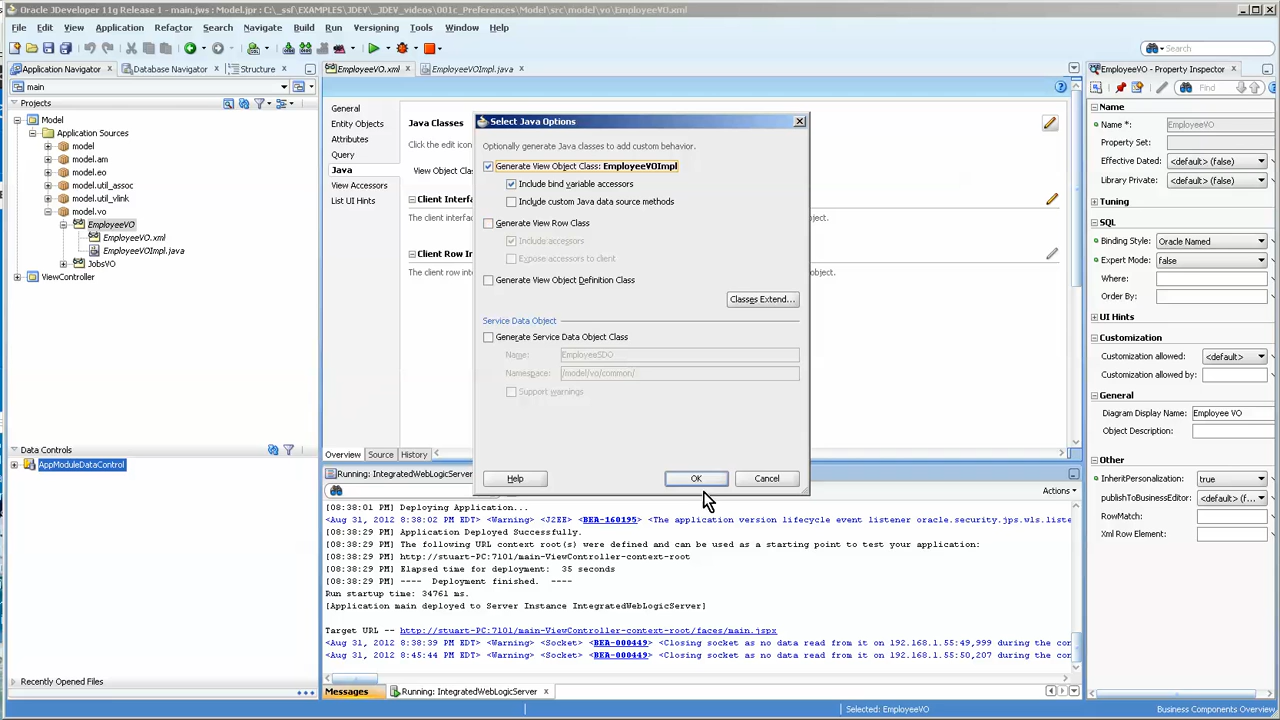 Oracle JDeveloper 11g Release 1 - main.jws : Model.jpr : C:\_ssf\EXAMPLES\JDEV\_JDEV_videos\001c_Preferences\Model\src\model\vo\EmployeeVO.xml
File Edit View Application Refactor Search Navigate Build Run Versioning Tools Window Help
Search
Application Navigator
Database Navigator
Structure
main
Projects
Model
Application Sources
model
model.am
model.eo
model.util_assoc
model.util_vlink
model.vo
EmployeeVO
EmployeeVO.xml
EmployeeVOImpl.java
JobsVO
ViewController
Data Controls
AppModuleDataControl
Recently Opened Files
EmployeeVO.xml
EmployeeVOImpl.java
General
Entity Objects
Attributes
Query
Java
View Accessors
List UI Hints
Java Classes
Click the edit icon
View Object Class
Client Interf
The client interfac
Client Row In
The client row inte
object.
object.
Overview Source History
Select Java Options
Optionally generate Java classes to add custom behavior.
Generate View Object Class: EmployeeVOImpl
Include bind variable accessors
Include custom Java data source methods
Generate View Row Class
Include accessors
Expose accessors to client
Generate View Object Definition Class
Classes Extend...
Service Data Object
Generate Service Data Object Class
Name: EmployeeSDO
Namespace: /model/vo/common/
Support warnings
Help OK Cancel
Running: IntegratedWebLogicServer
Actions
[08:38:01 PM] Deploying Application...
<Aug 31, 2012 8:38:02 PM EDT> <Warning> <J2EE> <BEA-160195> <The application version lifecycle event listener oracle.security.jps.wls.liste
[08:38:29 PM] Application Deployed Successfully.
[08:38:29 PM] The following URL context root(s) were defined and can be used as a starting point to test your application:
[08:38:29 PM] http://stuart-PC:7101/main-ViewController-context-root
[08:38:29 PM] Elapsed time for deployment: 35 seconds
[08:38:29 PM] ---- Deployment finished. ----
Run startup time: 34761 ms.
[Application main deployed to Server Instance IntegratedWebLogicServer]
Target URL -- http://stuart-PC:7101/main-ViewController-context-root/faces/main.jspx
<Aug 31, 2012 8:38:39 PM EDT> <Warning> <Socket> <BEA-000449> <Closing socket as no data read from it on 192.168.1.55:49,999 during the con
<Aug 31, 2012 8:45:44 PM EDT> <Warning> <Socket> <BEA-000449> <Closing socket as no data read from it on 192.168.1.55:50,207 during the con
Messages
Running: IntegratedWebLogicServer
EmployeeVO - Property Inspector
Find
Name
Name *: EmployeeVO
Property Set:
Effective Dated: <default> (false)
Library Private: <default> (false)
Tuning
SQL
Binding Style: Oracle Named
Expert Mode: false
Where:
Order By:
UI Hints
Customization
Customization allowed: <default>
Customization allowed by:
General
Diagram Display Name: Employee VO
Object Description:
Other
InheritPersonalization: true
publishToBusinessEditor: <default> (f...
RowMatch:
Xml Row Element:
Selected: EmployeeVO
Business Components Overview